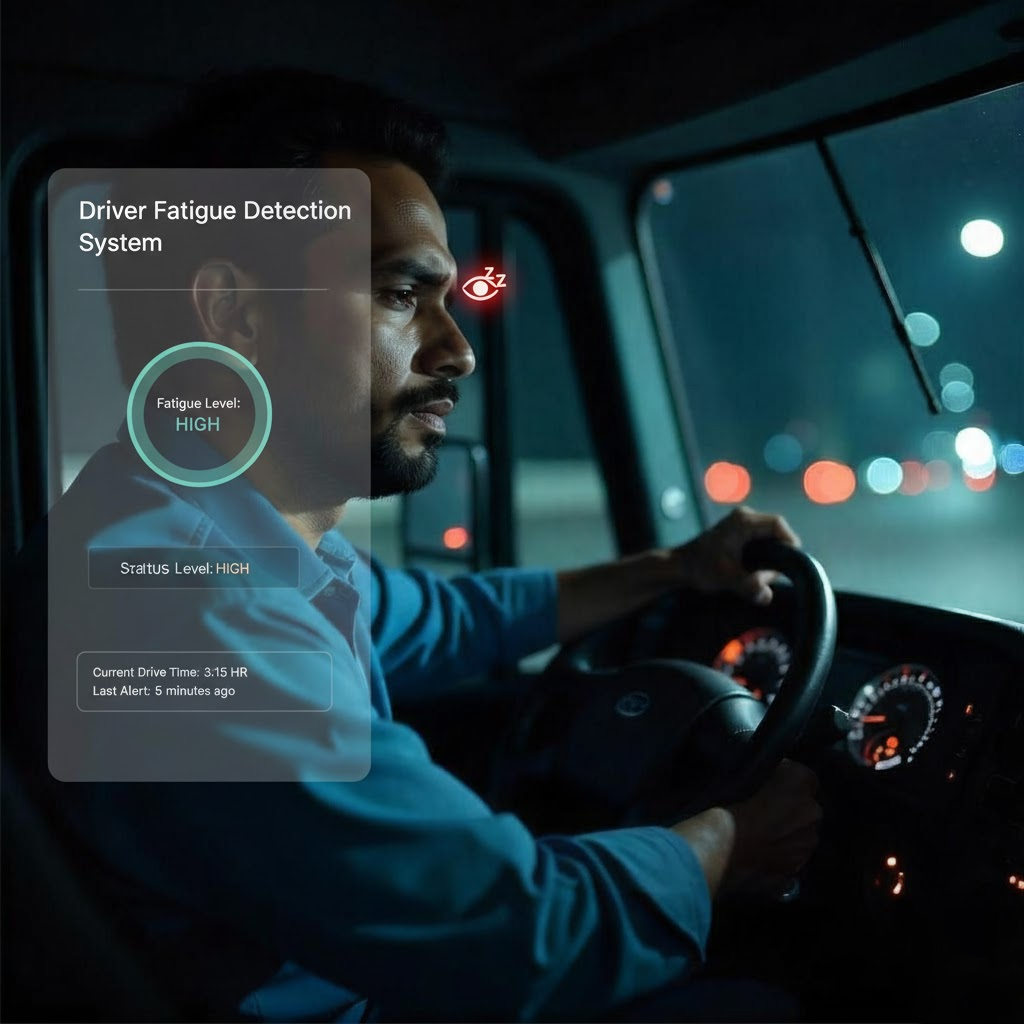 Driver Fatigue Detection
System
zz
Fatigue Level:
HIGH
Sraltus Level: HIGH
Current Drive Time: 3.15 HR
Last Alert: 5 minutes ago